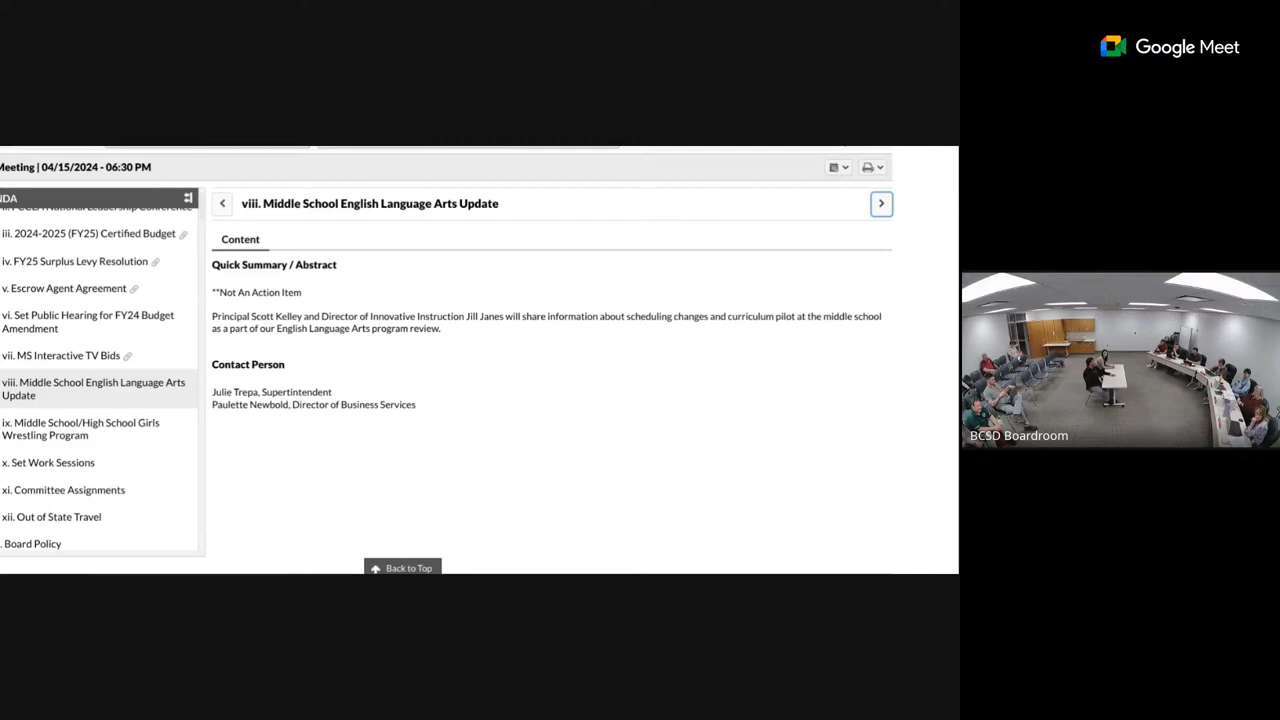 Google Meet
Meeting | 04/15/2024 - 06:30 PM
NDA
National Leadership Conference
iii. 2024-2025 (FY25) Certified Budget
iv. FY25 Surplus Levy Resolution
v. Escrow Agent Agreement
vi. Set Public Hearing for FY24 Budget
Amendment
vii. MS Interactive TV Bids
viii. Middle School English Language Arts
Update
ix. Middle School/High School Girls
Wrestling Program
x. Set Work Sessions
xi. Committee Assignments
xii. Out of State Travel
. Board Policy
viii. Middle School English Language Arts Update
Content
Quick Summary / Abstract
**Not An Action Item
Principal Scott Kelley and Director of Innovative Instruction Jill Janes will share information about scheduling changes and curriculum pilot at the middle school
as a part of our English Language Arts program review.
Contact Person
Julie Trepa, Superintendent
Paulette Newbold, Director of Business Services
Back to Top
BCSD Boardroom